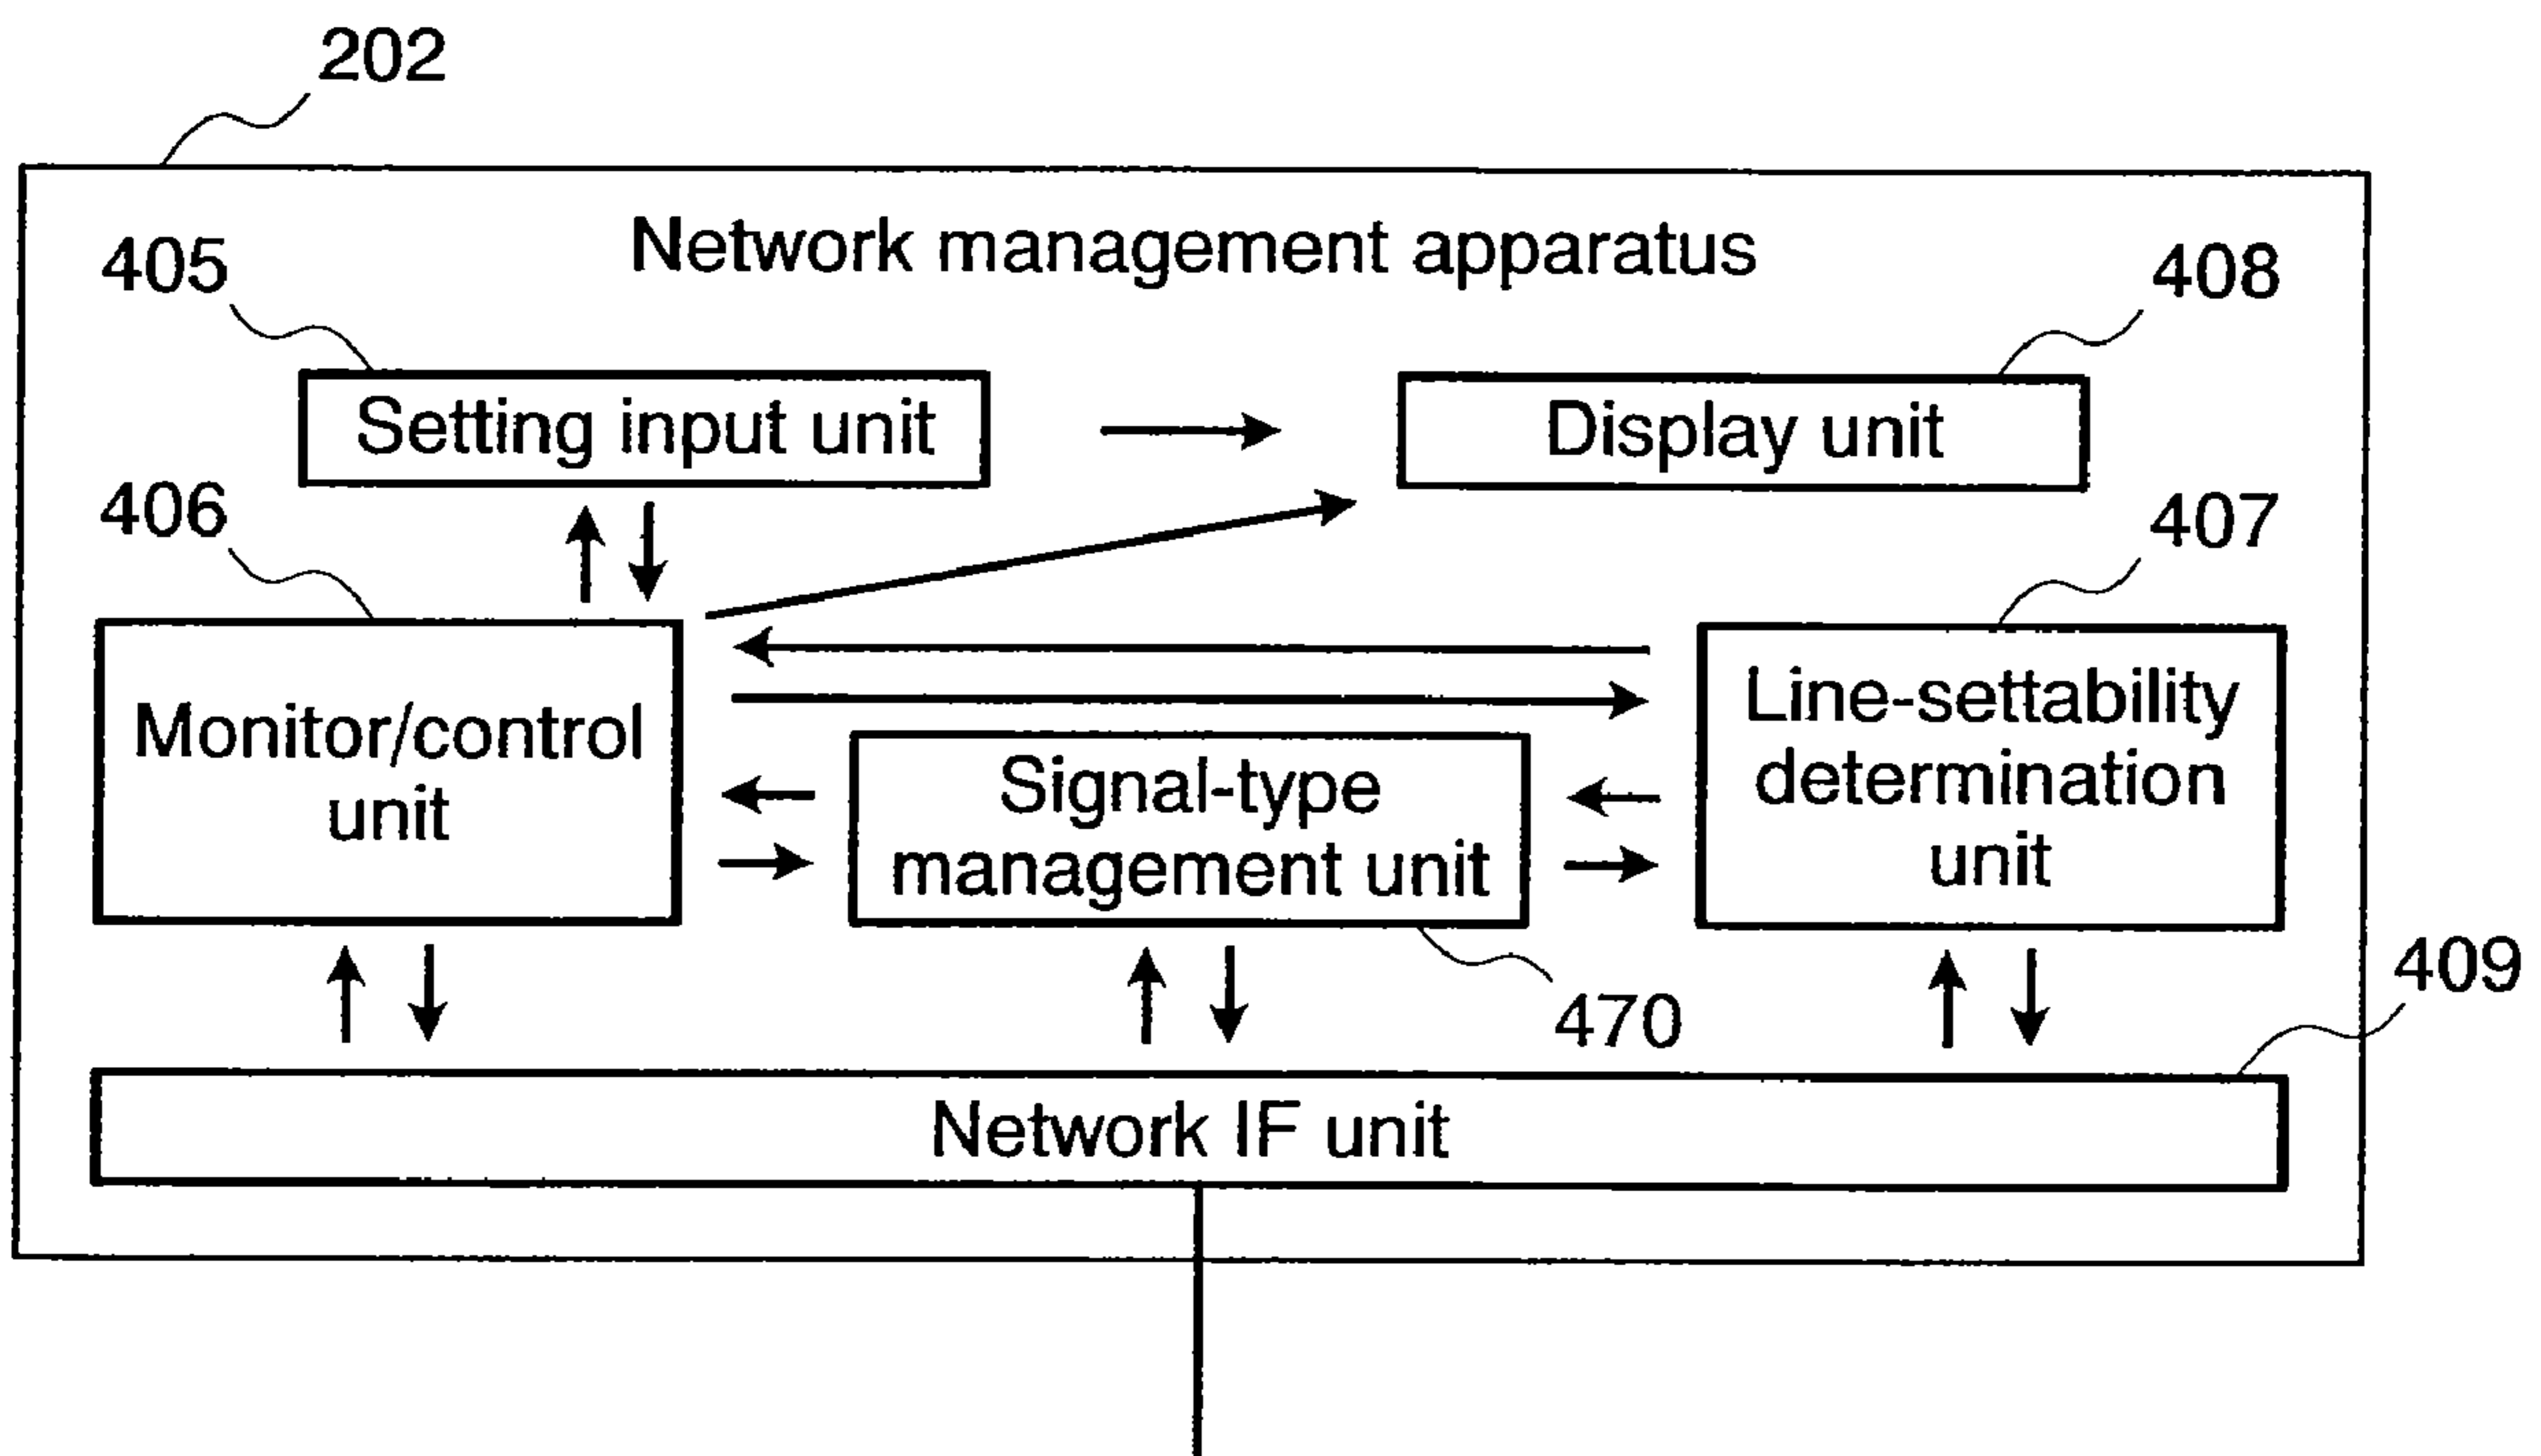 202
Network management apparatus
405
408
Setting input unit
Display unit
406
407
Monitor/control
unit
Signal-type
management unit
Line-settability
determination
unit
470
409
Network IF unit